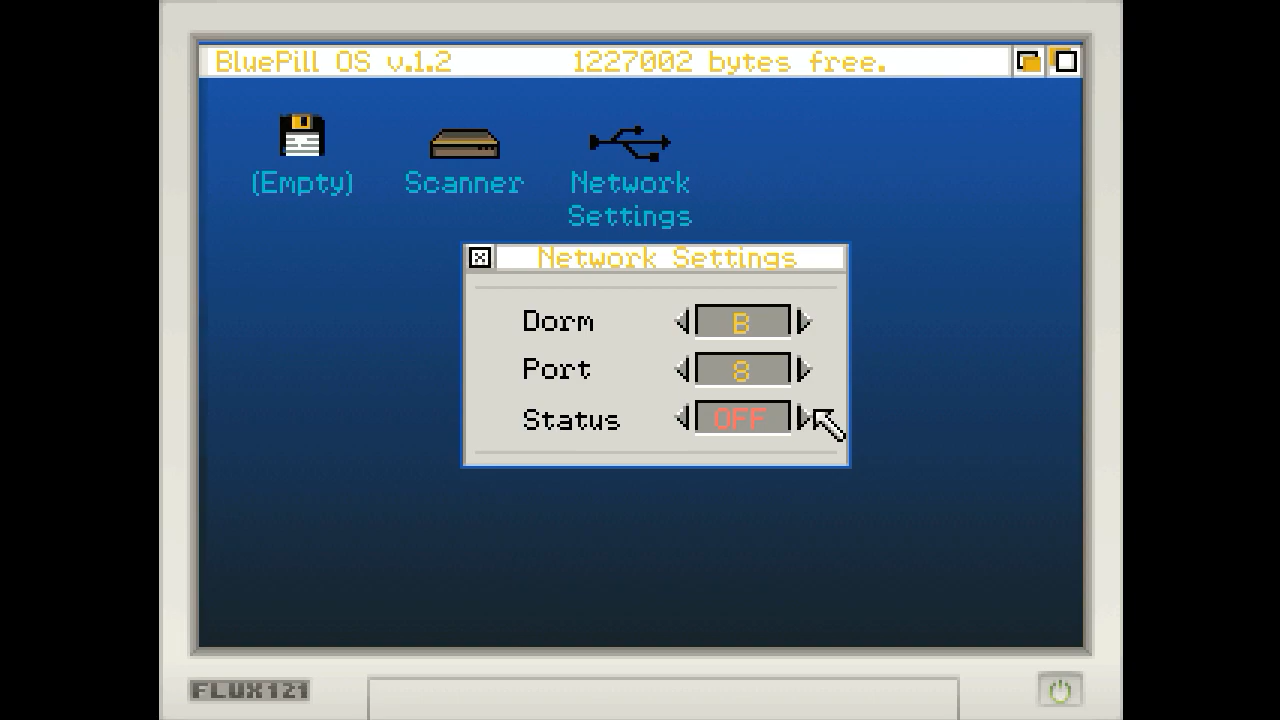 BluePill OS v.1.2 1227002 bytes free.
(Empty) Scanner Network
Settings
Network Settings
Dorm B
Port 8
Status OFF
FLUX121